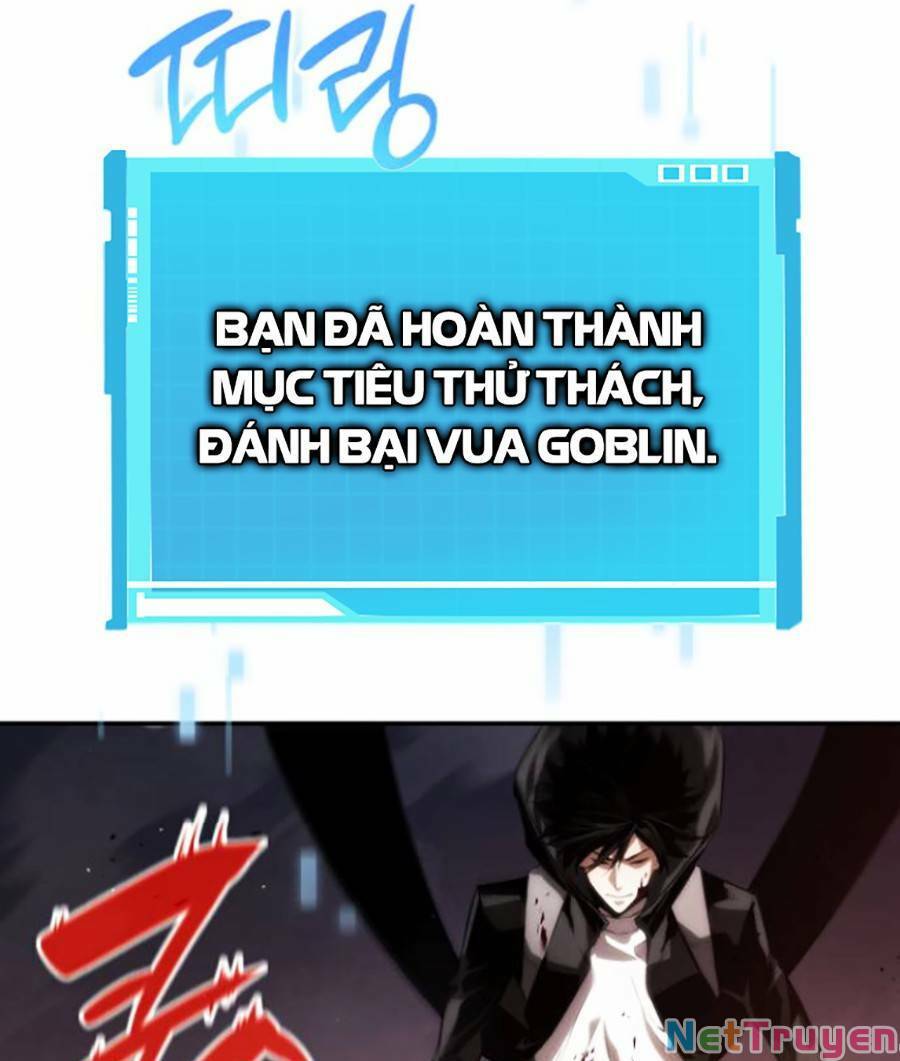 띠링
BẠN ĐÃ HOÀN THÀNH
MỤC TIÊU THỬ THÁCH,
ĐÁNH BẠI VUA GOBLIN.
NetTruyen